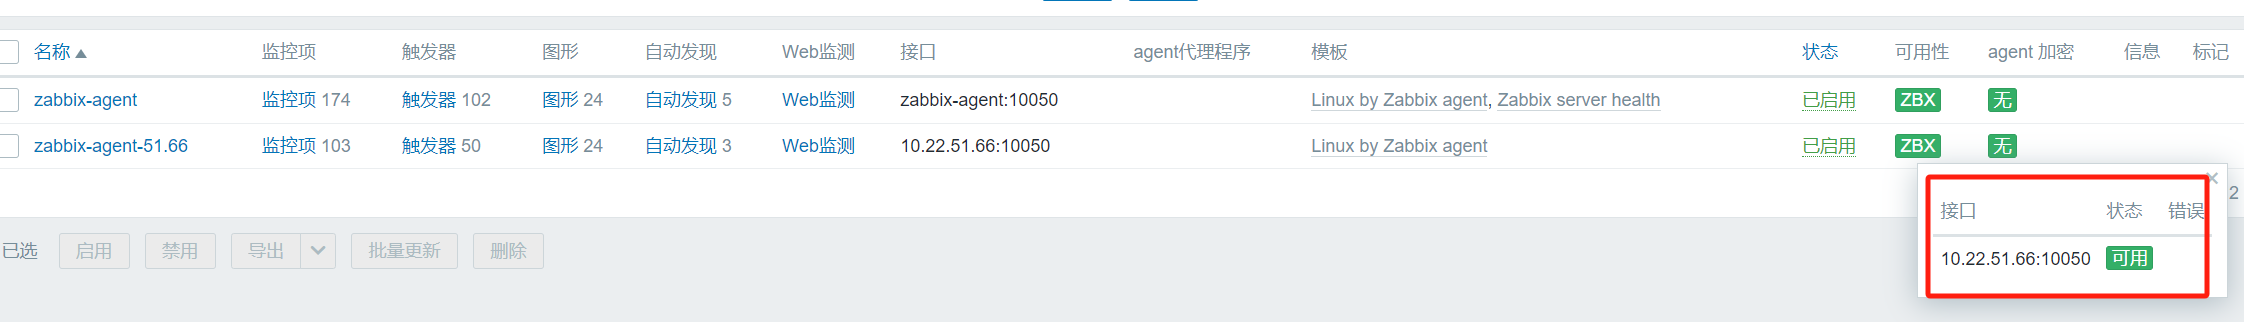 名称 监控项 触发器 图形 自动发现 Web监测 接口 agent代理程序 模板 状态 可用性 agent 加密 信息 标记
zabbix-agent 监控项 174 触发器 102 图形 24 自动发现 5 Web监测 zabbix-agent:10050 Linux by Zabbix agent, Zabbix server health 已启用 ZBX 无
zabbix-agent-51.66 监控项 103 触发器 50 图形 24 自动发现 3 Web监测 10.22.51.66:10050 Linux by Zabbix agent 已启用 ZBX 无
2
接口 状态 错误
已选 启用 禁用 导出 批量更新 删除
10.22.51.66:10050 可用